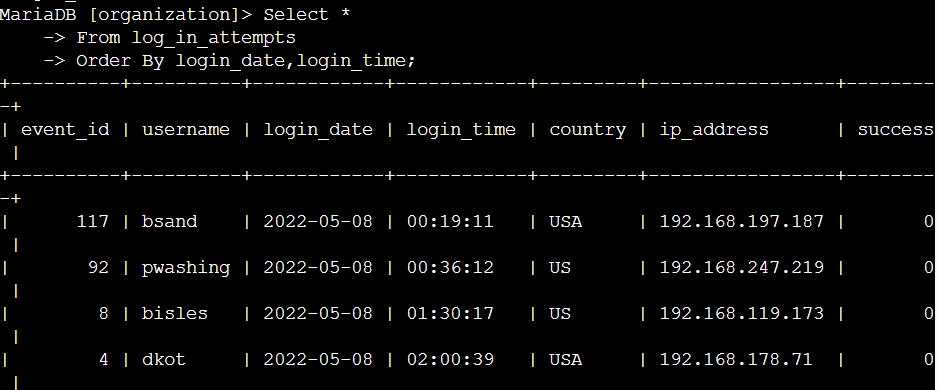 MariaDB [organization]> Select *
    -> From log_in_attempts
    -> Order By login_date,login_time;
+----------+----------+------------+------------+---------+-----------------+--------
-+
| event_id | username | login_date | login_time | country | ip_address      | success
 |
+----------+----------+------------+------------+---------+-----------------+--------
-+
|      117 | bsand    | 2022-05-08 | 00:19:11   | USA     | 192.168.197.187 |       0
 |
|       92 | pwashing | 2022-05-08 | 00:36:12   | US      | 192.168.247.219 |       0
 |
|        8 | bisles   | 2022-05-08 | 01:30:17   | US      | 192.168.119.173 |       0
 |
|        4 | dkot     | 2022-05-08 | 02:00:39   | USA     | 192.168.178.71  |       0
 |